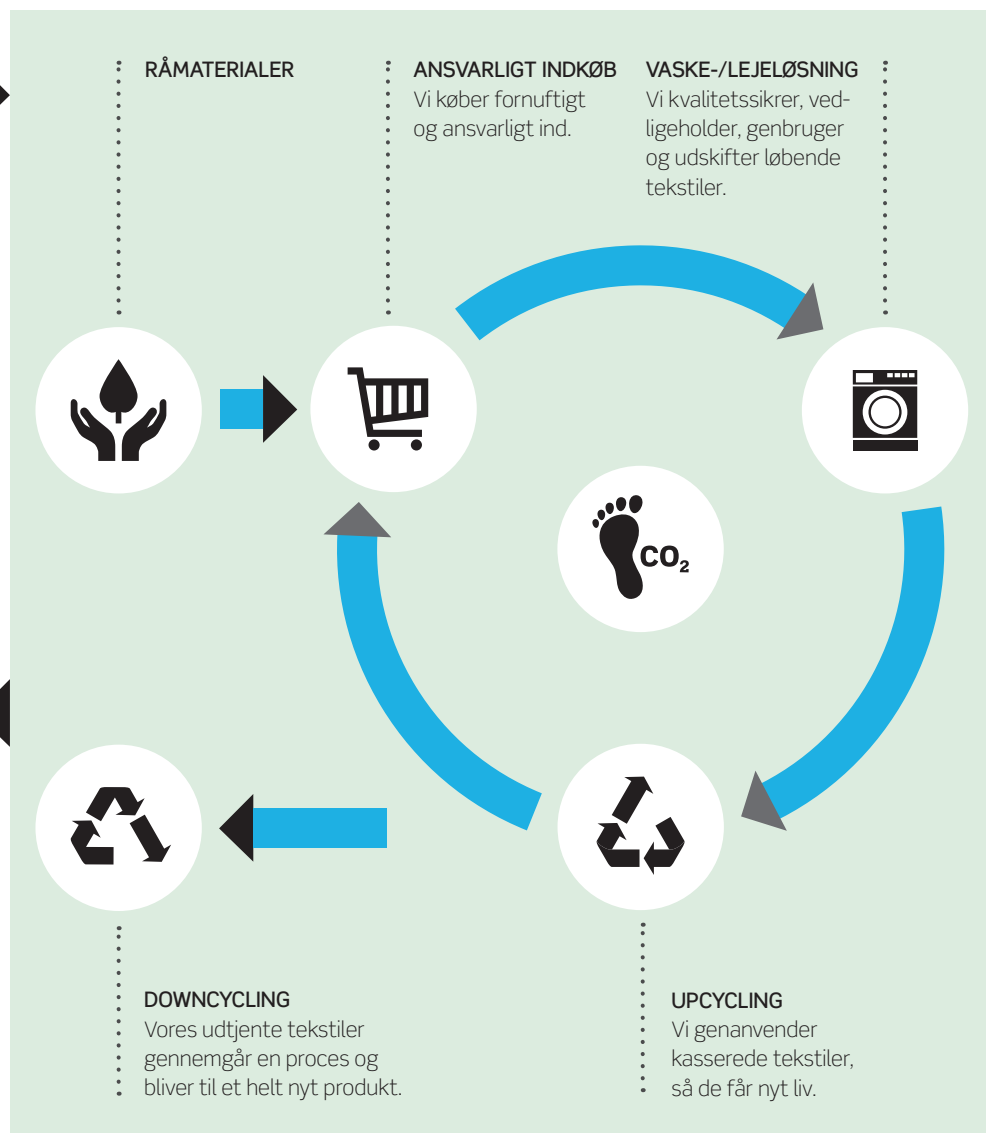 RÅMATERIALER
ANSVARLIGT INDKØB
Vi køber fornuftigt
og ansvarligt ind.
VASKE-/LEJELØSNING
Vi kvalitetssikrer, ved-
ligeholder, genbruger
og udskifter løbende
tekstiler.
CO₂
DOWNCYCLING
Vores udtjente tekstiler
gennemgår en proces og
bliver til et helt nyt produkt.
UPCYCLING
Vi genanvender
kasserede tekstiler,
så de får nyt liv.